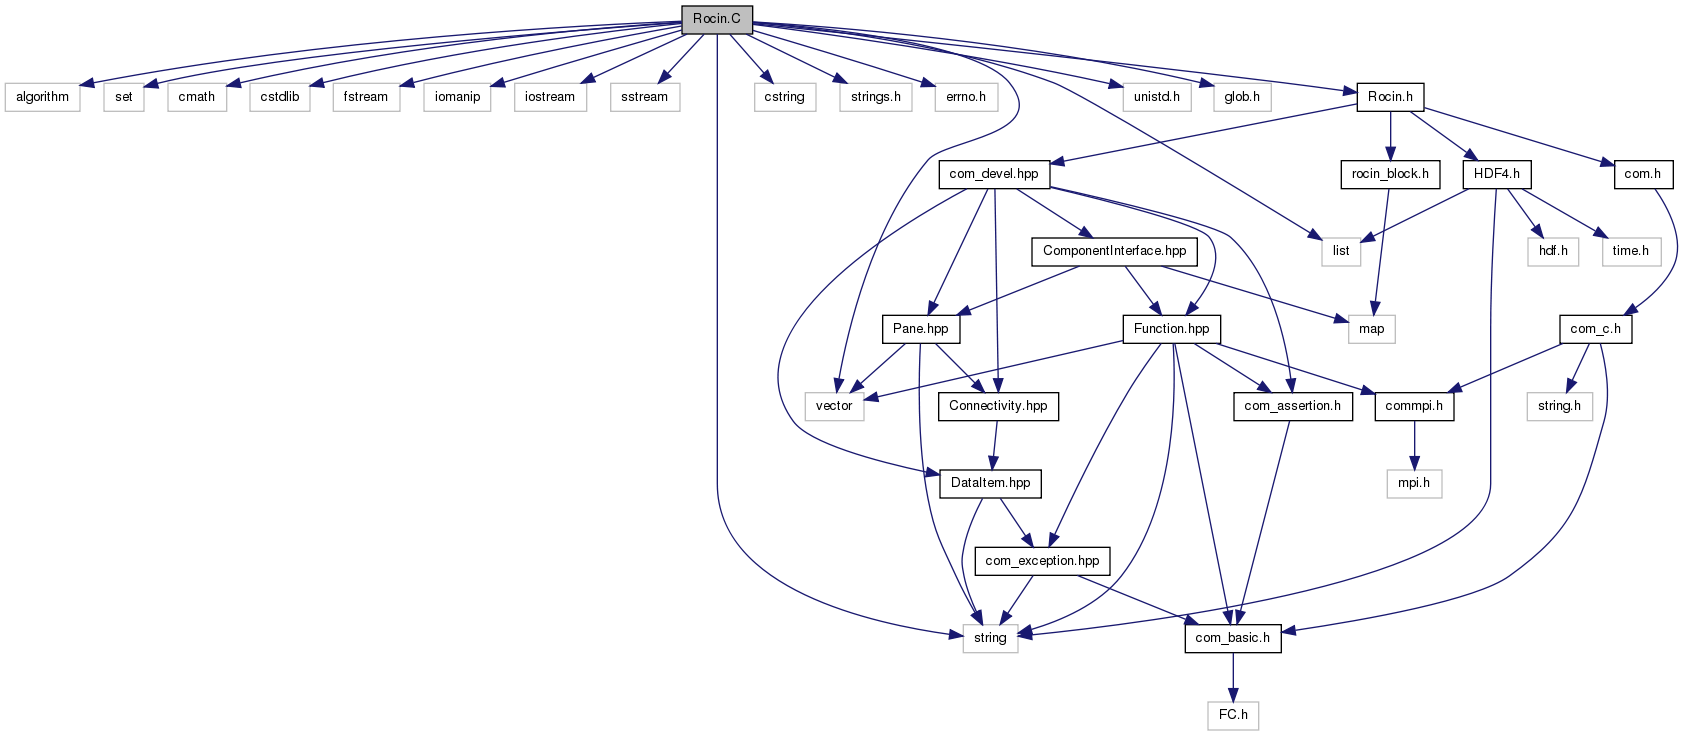 Rocin.C
algorithm
set
cmath
cstdlib
fstream
iomanip
iostream
sstream
cstring
strings.h
errno.h
unistd.h
glob.h
Rocin.h
com_devel.hpp
rocin_block.h
HDF4.h
com.h
ComponentInterface.hpp
list
hdf.h
time.h
Pane.hpp
Function.hpp
map
com_c.h
vector
Connectivity.hpp
com_assertion.h
commpi.h
string.h
DataItem.hpp
mpi.h
com_exception.hpp
string
com_basic.h
FC.h